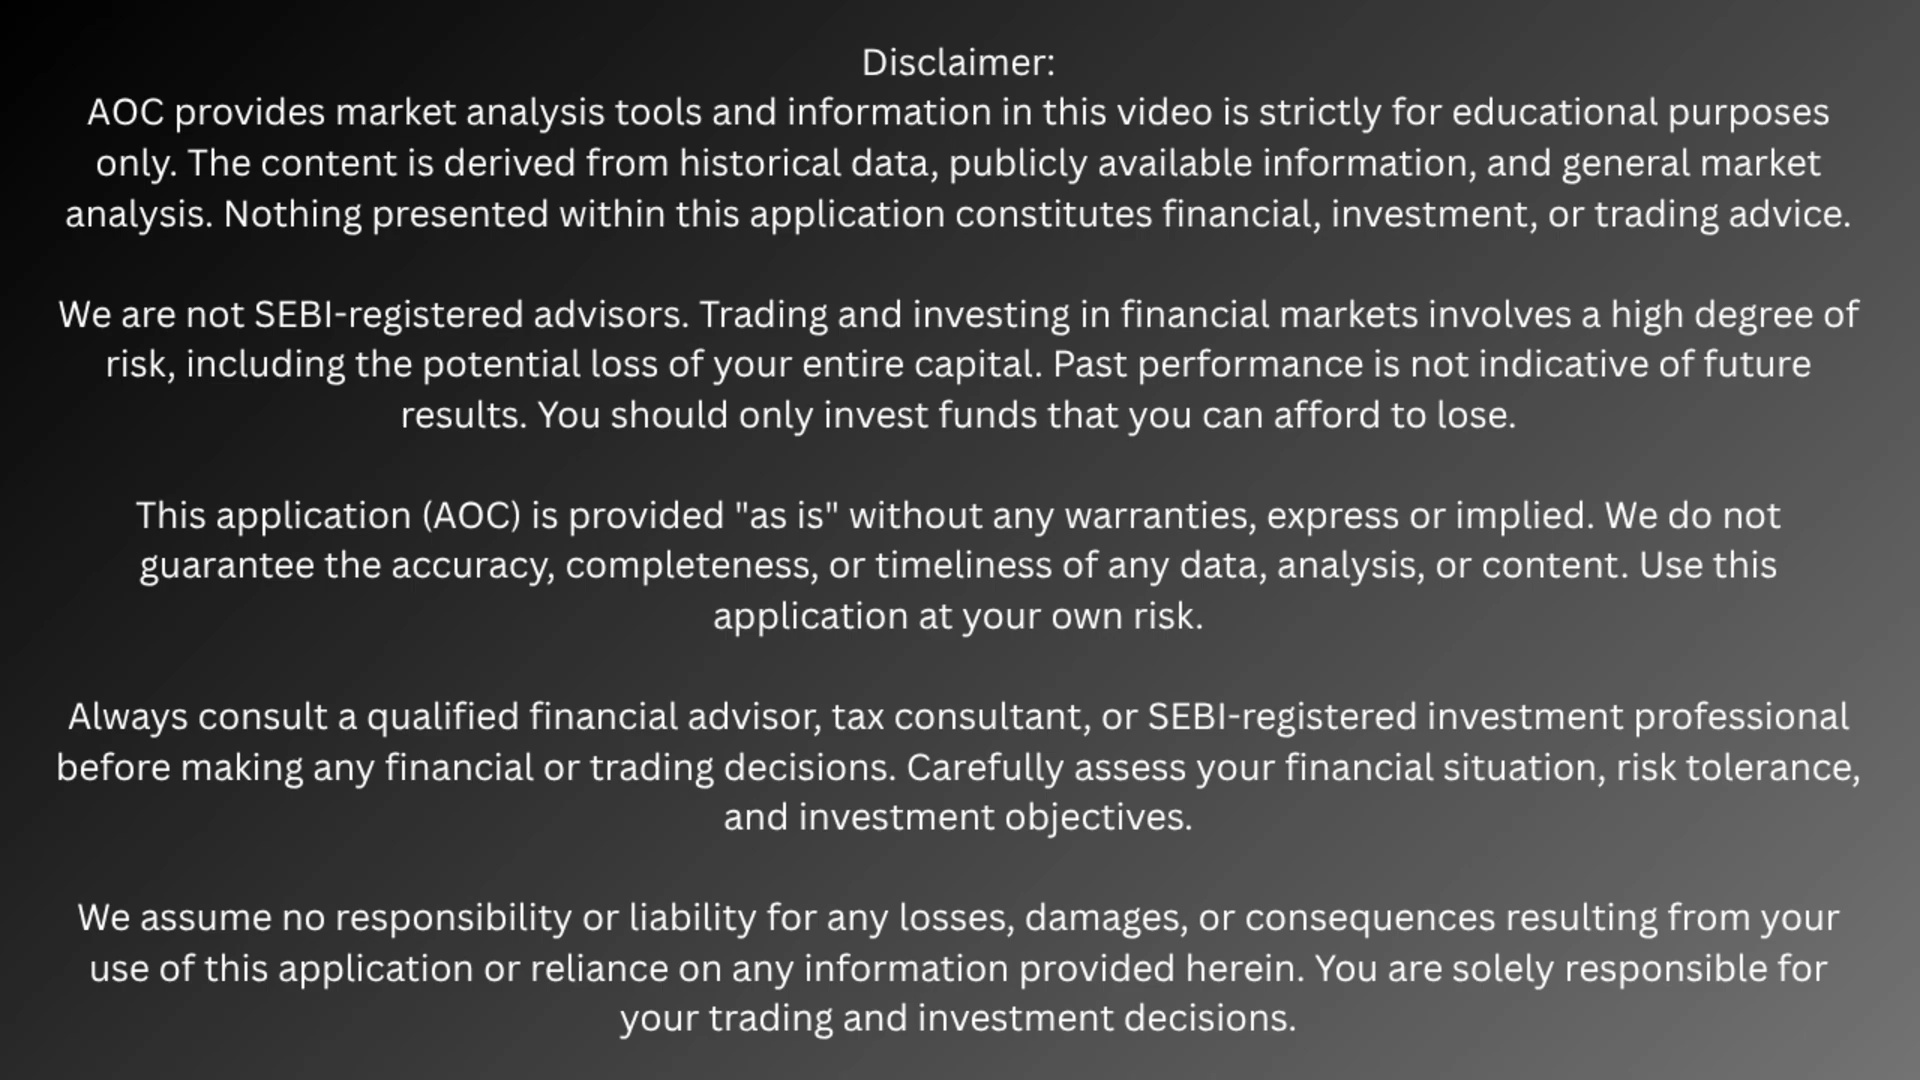 Disclaimer:
AOC provides market analysis tools and information in this video is strictly for educational purposes
only. The content is derived from historical data, publicly available information, and general market
analysis. Nothing presented within this application constitutes financial, investment, or trading advice.
We are not SEBI-registered advisors. Trading and investing in financial markets involves a high degree of
risk, including the potential loss of your entire capital. Past performance is not indicative of future
results. You should only invest funds that you can afford to lose.
This application (AOC) is provided "as is" without any warranties, express or implied. We do not
guarantee the accuracy, completeness, or timeliness of any data, analysis, or content. Use this
application at your own risk.
Always consult a qualified financial advisor, tax consultant, or SEBI-registered investment professional
before making any financial or trading decisions. Carefully assess your financial situation, risk tolerance,
and investment objectives.
We assume no responsibility or liability for any losses, damages, or consequences resulting from your
use of this application or reliance on any information provided herein. You are solely responsible for
your trading and investment decisions.